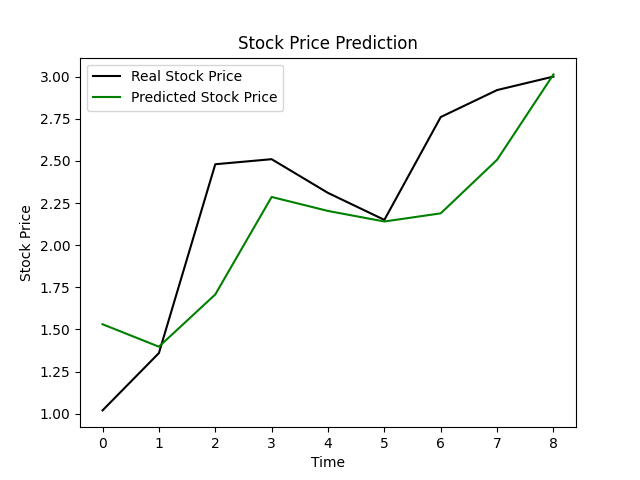 Stock Price Prediction
Real Stock Price
Predicted Stock Price
3.00
2.75
2.50
2.25
2.00
1.75
1.50
1.25
1.00
Stock Price
0 1 2 3 4 5 6 7 8
Time